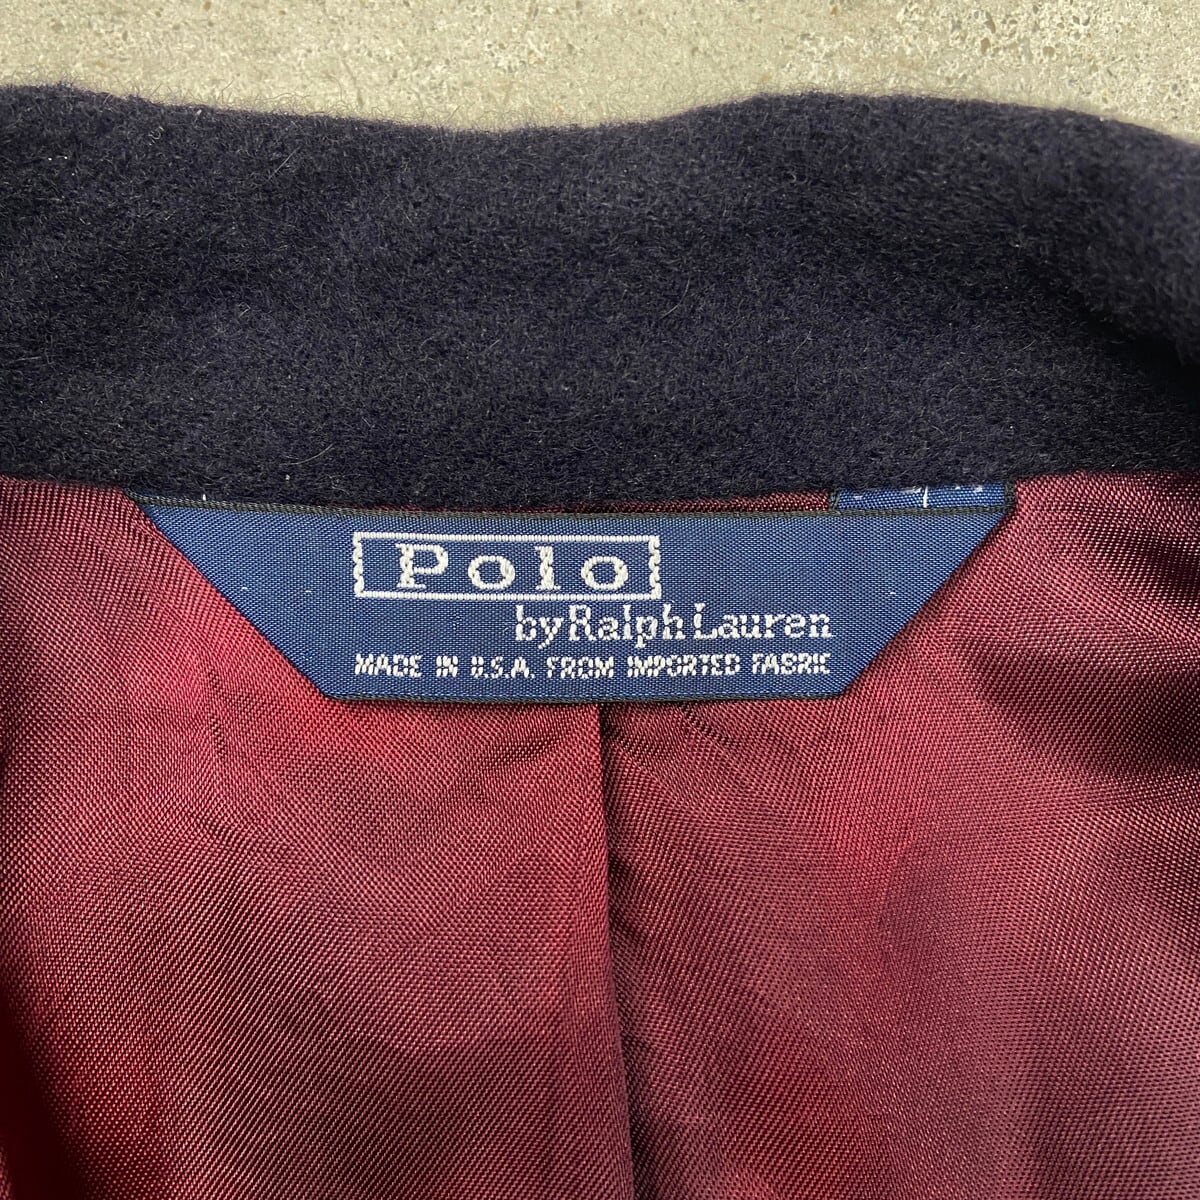 Polo
by Ralph Lauren
MADE IN U.S.A. FROM IMPORTED FABRIC